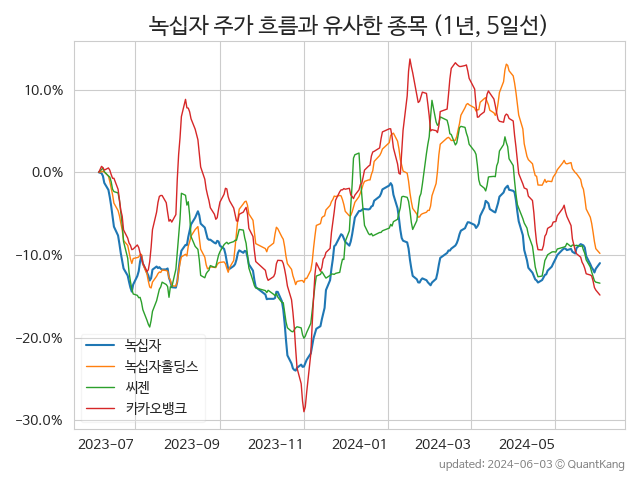 녹십자 주가 흐름과 유사한 종목 (1년, 5일선)
10.0%
0.0%
−10.0%
−20.0%
−30.0%
녹십자
녹십자홀딩스
씨젠
카카오뱅크
2023-07 2023-09 2023-11 2024-01 2024-03 2024-05
updated: 2024-06-03 © QuantKang